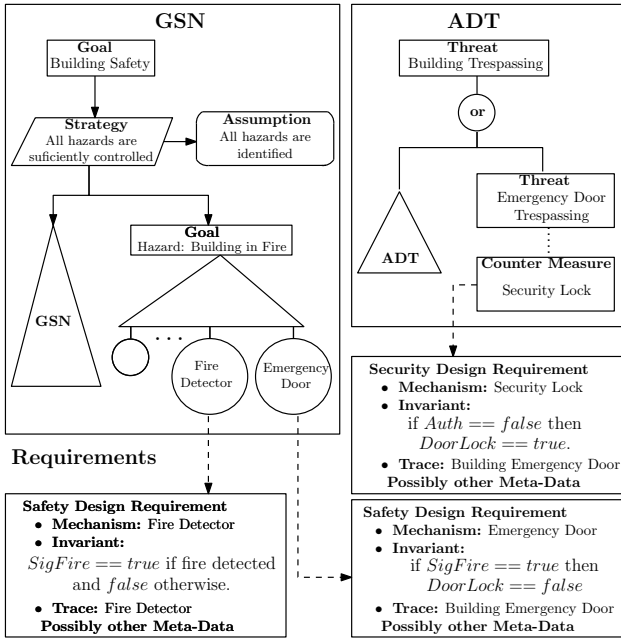 GSN
Goal
Building Safety
Strategy
All hazards are
suficiently controlled
Assumption
All hazards are
identified
Goal
Hazard: Building in Fire
GSN
. . .
Fire
Detector
Emergency
Door
ADT
Threat
Building Trespassing
or
Threat
Emergency Door
Trespassing
ADT
Counter Measure
Security Lock
Requirements
Security Design Requirement
• Mechanism: Security Lock
• Invariant:
if Auth == false then
DoorLock == true.
• Trace: Building Emergency Door
Possibly other Meta-Data
Safety Design Requirement
• Mechanism: Fire Detector
• Invariant:
SigFire == true if fire detected
and false otherwise.
• Trace: Fire Detector
Possibly other Meta-Data
Safety Design Requirement
• Mechanism: Emergency Door
• Invariant:
if SigFire == true then
DoorLock == false
• Trace: Building Emergency Door
Possibly other Meta-Data